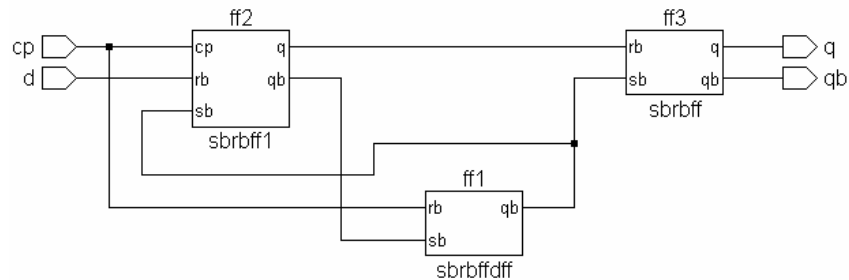 ff2
ff3
cp
cp q
rb q
q
d
rb qb
sb qb
qb
sb
sbrbff1
sbrbff
ff1
rb qb
sb
sbrbffdff